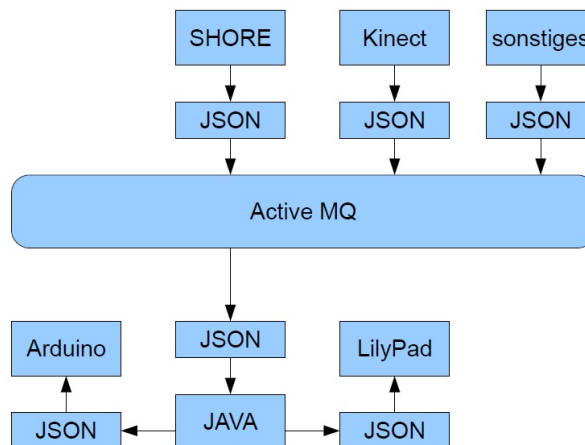 SHORE
Kinect
sonstiges
JSON
JSON
JSON
Active MQ
JSON
Arduino
LilyPad
JSON
JAVA
JSON